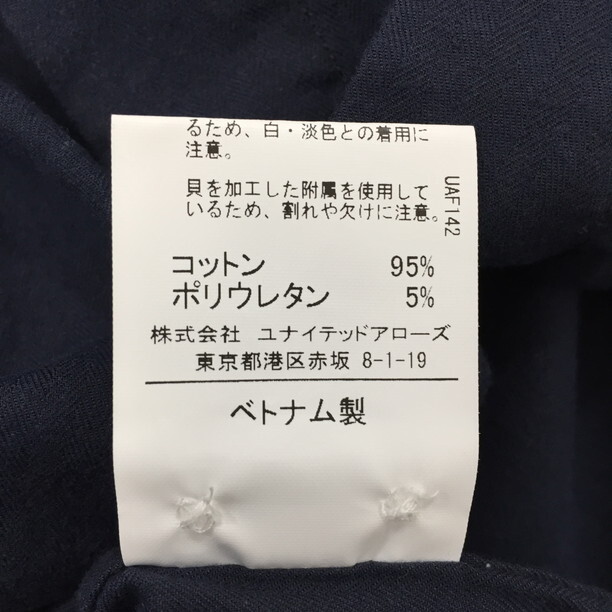 るため、白・淡色との着用に
注意。
貝を加工した附属を使用して
いるため、割れや欠けに注意。
UAF142
コットン 95%
ポリウレタン 5%
株式会社 ユナイテッドアローズ
東京都港区赤坂 8-1-19
ベトナム製